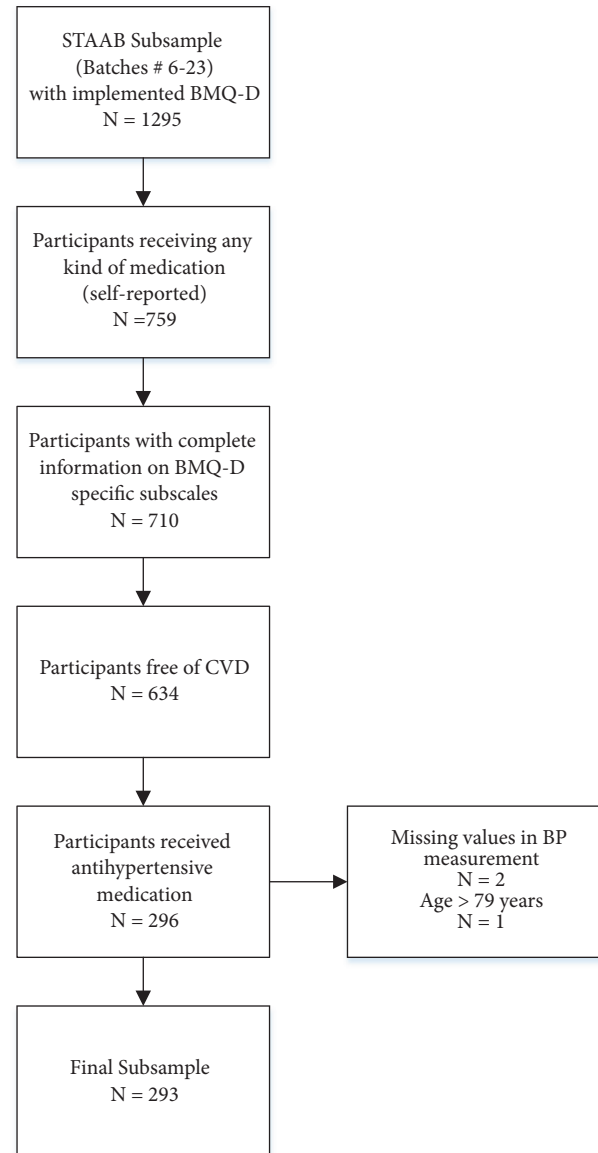 STAAB Subsample
(Batches # 6-23)
with implemented BMQ-D
N = 1295
Participants receiving any
kind of medication
(self-reported)
N =759
Participants with complete
information on BMQ-D
specific subscales
N = 710
Participants free of CVD
N = 634
Participants received
antihypertensive
medication
N = 296
Missing values in BP
measurement
N = 2
Age > 79 years
N = 1
Final Subsample
N = 293